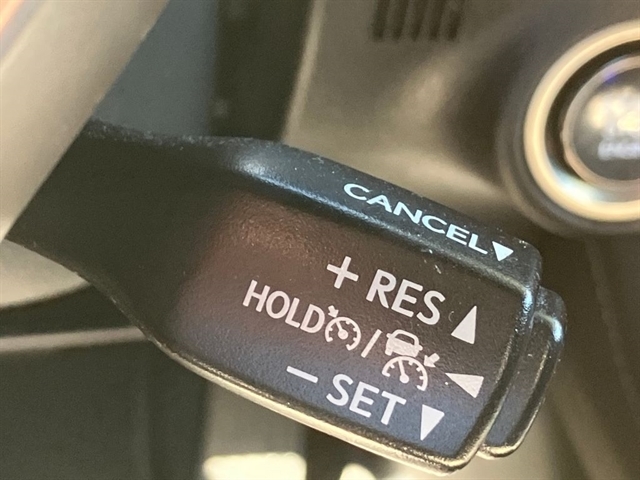 CANCEL▼
+ RES ▲
HOLD /
− SET ▼